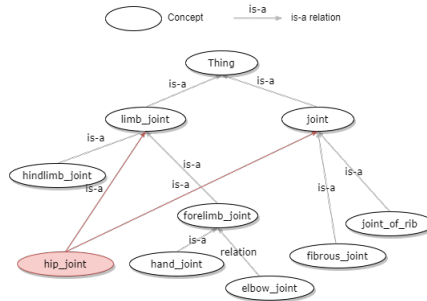 is-a
Concept
is-a relation
Thing
is-a
is-a
limb_joint
joint
is-a
is-a
hindlimb_joint
is-a
is-a
is-a
is-a
forelimb_joint
joint_of_rib
is-a
relation
hip_joint
hand_joint
fibrous_joint
elbow_joint